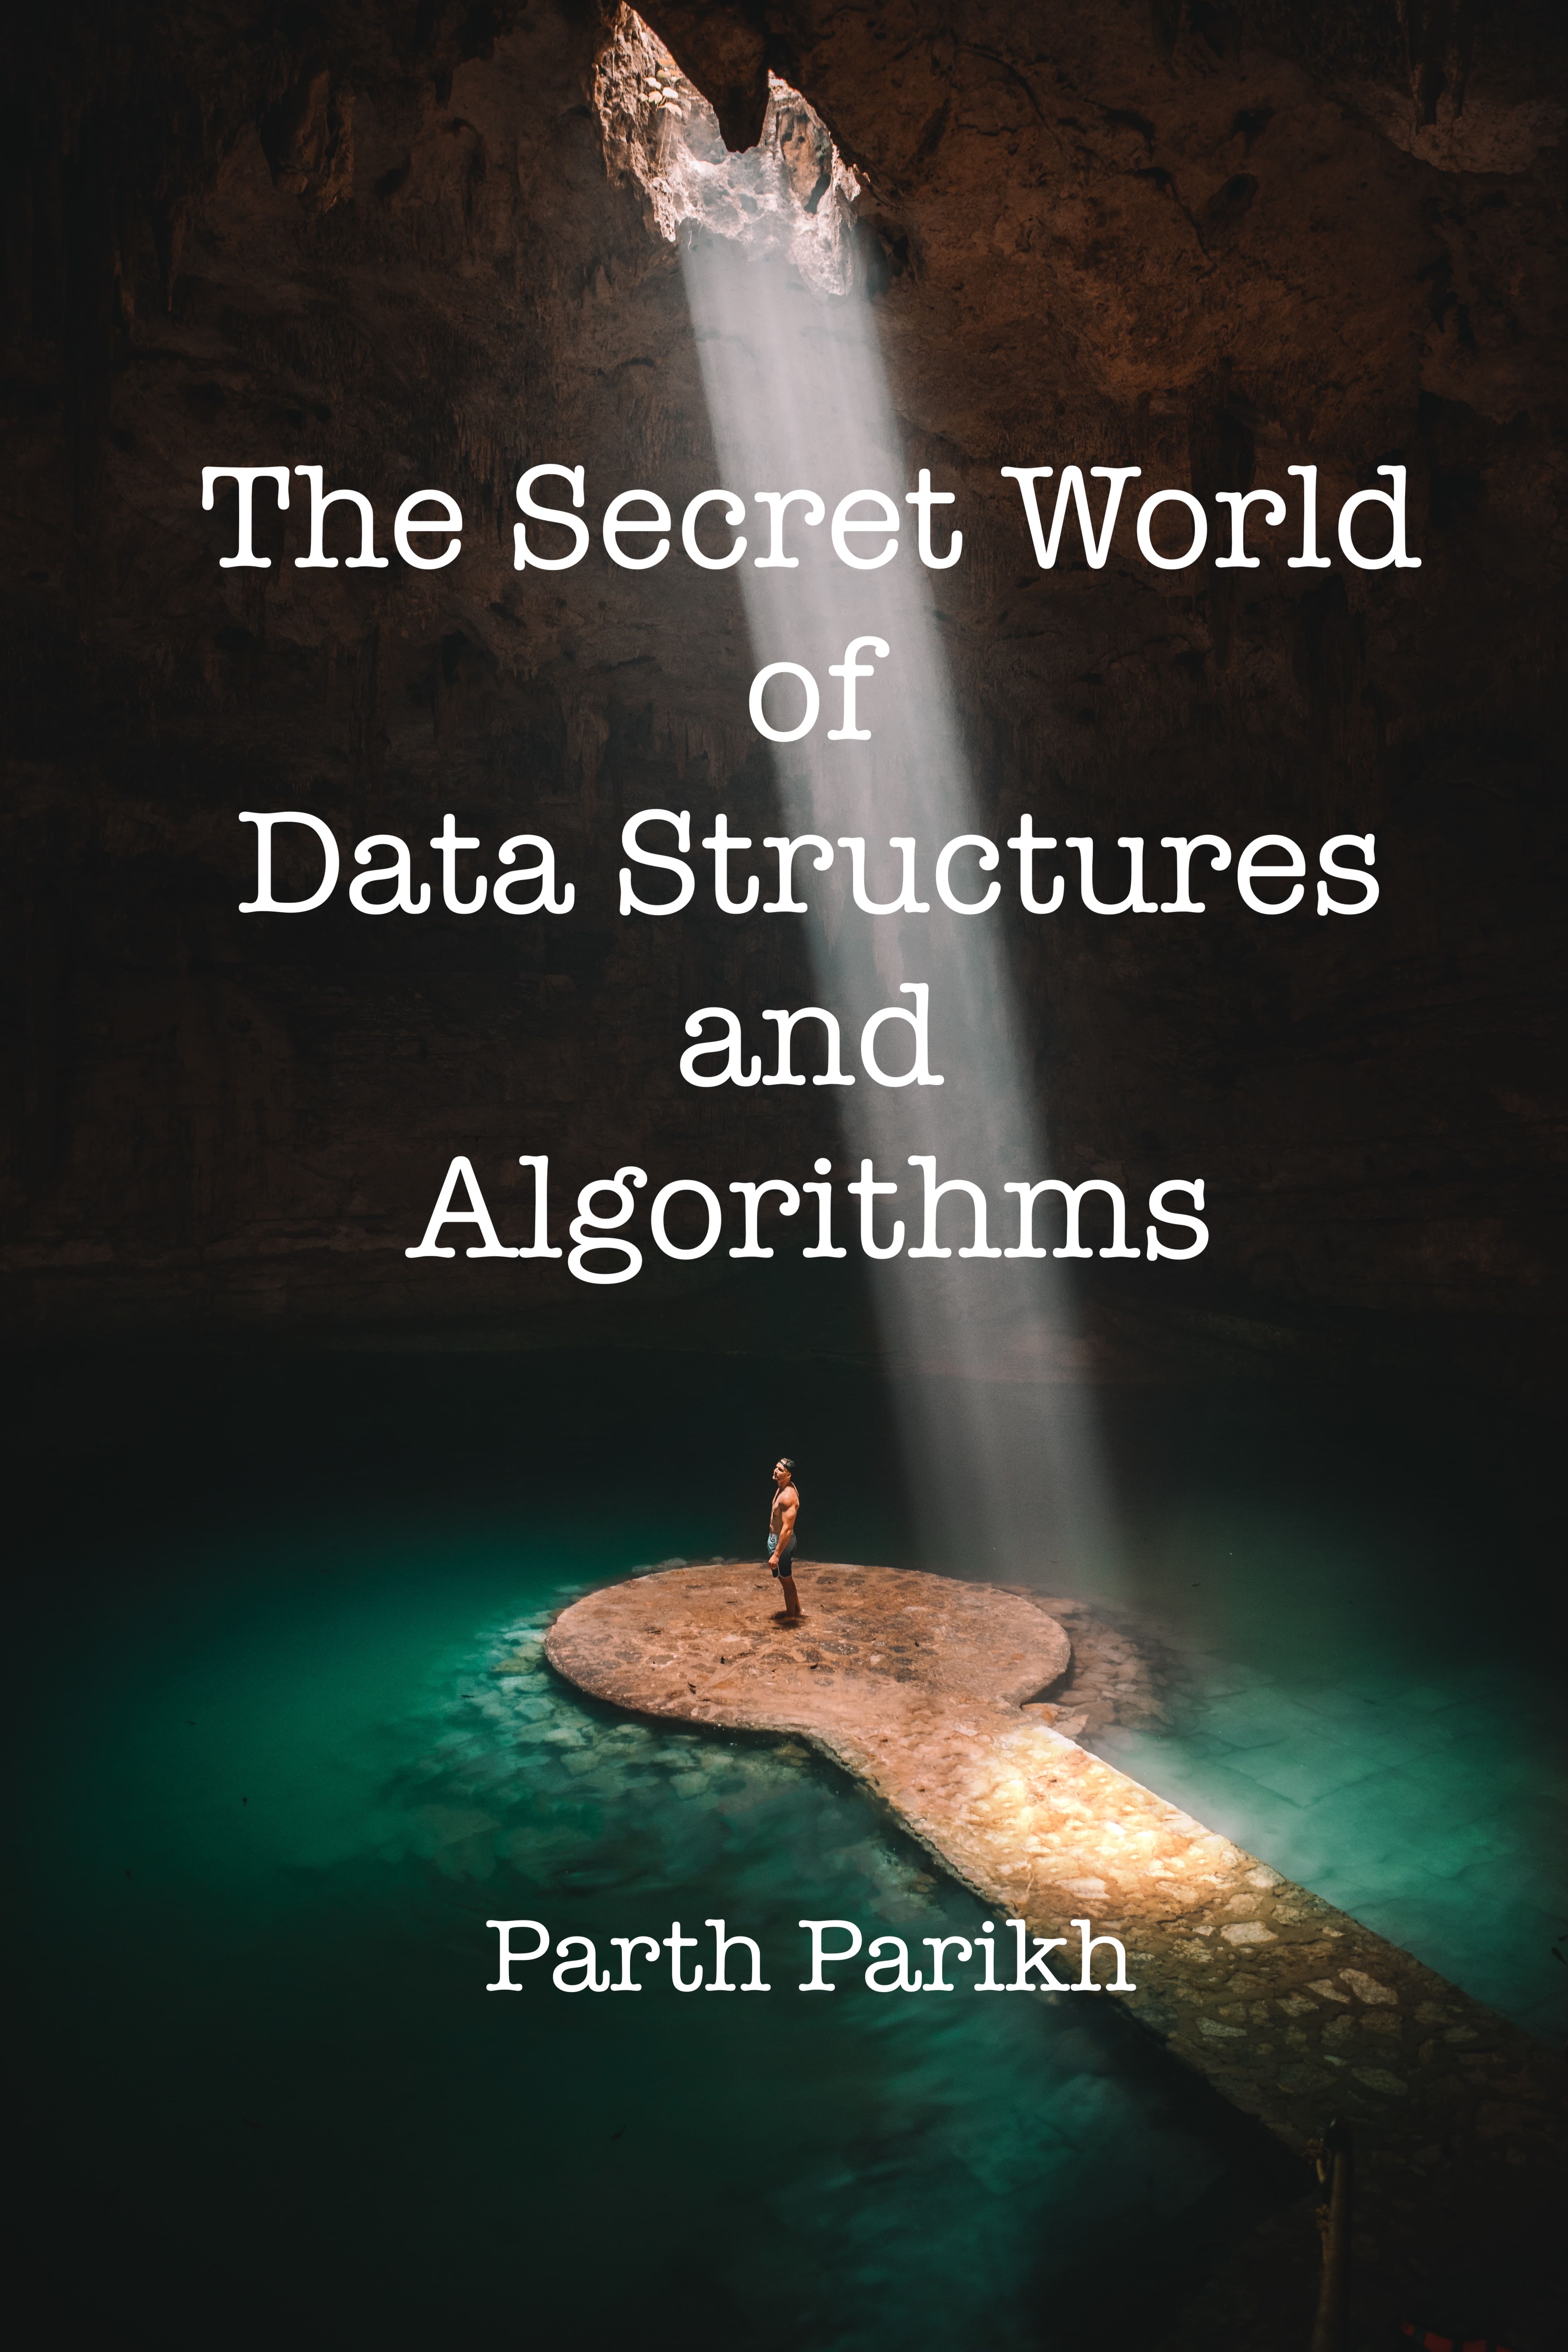 The Secret World
of
Data Structures
and
Algorithms
Parth Parikh